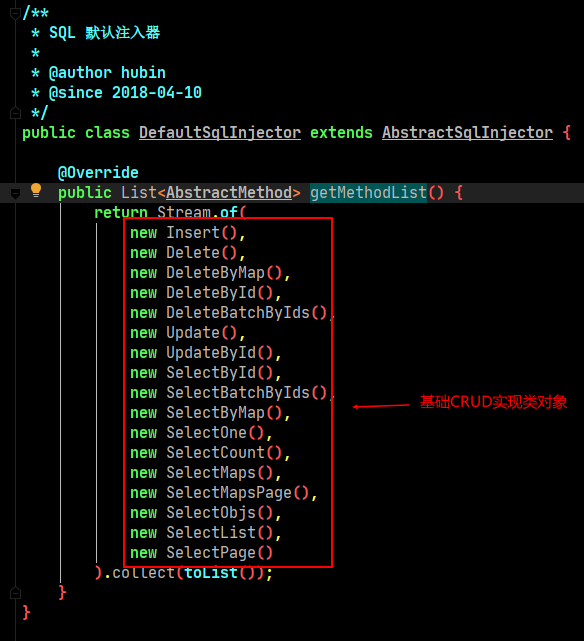 /**
 * SQL 默认注入器
 *
 * @author hubin
 * @since 2018-04-10
 */
public class DefaultSqlInjector extends AbstractSqlInjector {
    @Override
    public List<AbstractMethod> getMethodList() {
        return Stream.of(
            new Insert(),
            new Delete(),
            new DeleteByMap(),
            new DeleteById(),
            new DeleteBatchByIds(),
            new Update(),
            new UpdateById(),
            new SelectById(),
            new SelectBatchByIds(),
            new SelectByMap(),
            new SelectOne(),
            new SelectCount(),
            new SelectMaps(),
            new SelectMapsPage(),
            new SelectObjs(),
            new SelectList(),
            new SelectPage()
        ).collect(toList());
    }
}
基础CRUD实现类对象